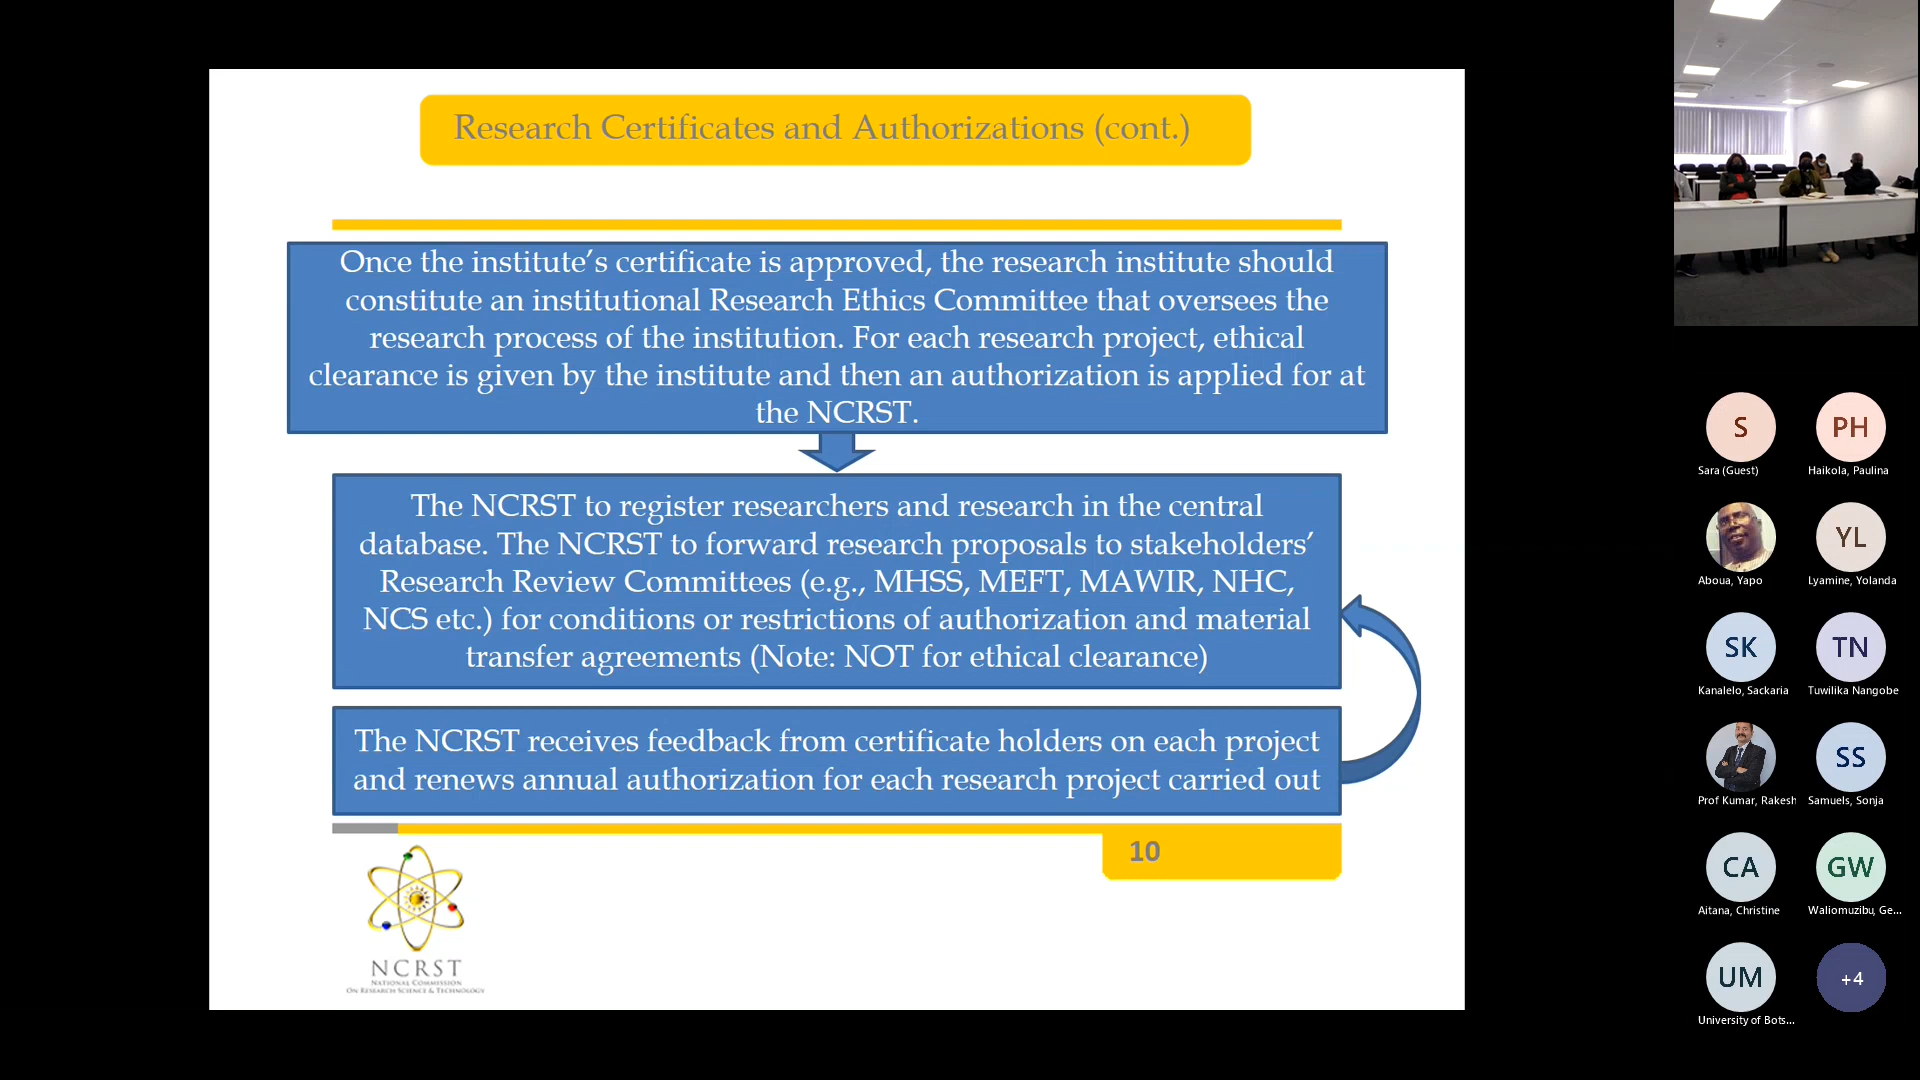 Research Certificates and Authorizations (cont.)
Once the institute’s certificate is approved, the research institute should
constitute an institutional Research Ethics Committee that oversees the
research process of the institution. For each research project, ethical
clearance is given by the institute and then an authorization is applied for at
the NCRST.
The NCRST to register researchers and research in the central
database. The NCRST to forward research proposals to stakeholders’
Research Review Committees (e.g., MHSS, MEFT, MAWIR, NHC,
NCS etc.) for conditions or restrictions of authorization and material
transfer agreements (Note: NOT for ethical clearance)
The NCRST receives feedback from certificate holders on each project
and renews annual authorization for each research project carried out
10
NCRST
NATIONAL COMMISSION
ON RESEARCH SCIENCE & TECHNOLOGY
S
Sara (Guest)
PH
Haikola, Paulina
Aboua, Yapo
YL
Lyamine, Yolanda
SK
Kanalelo, Sackaria
TN
Tuwilika Nangobe
Prof Kumar, Rakesh
SS
Samuels, Sonja
CA
Aitana, Christine
GW
Waliomuzibu, Ge...
UM
University of Bots...
+4